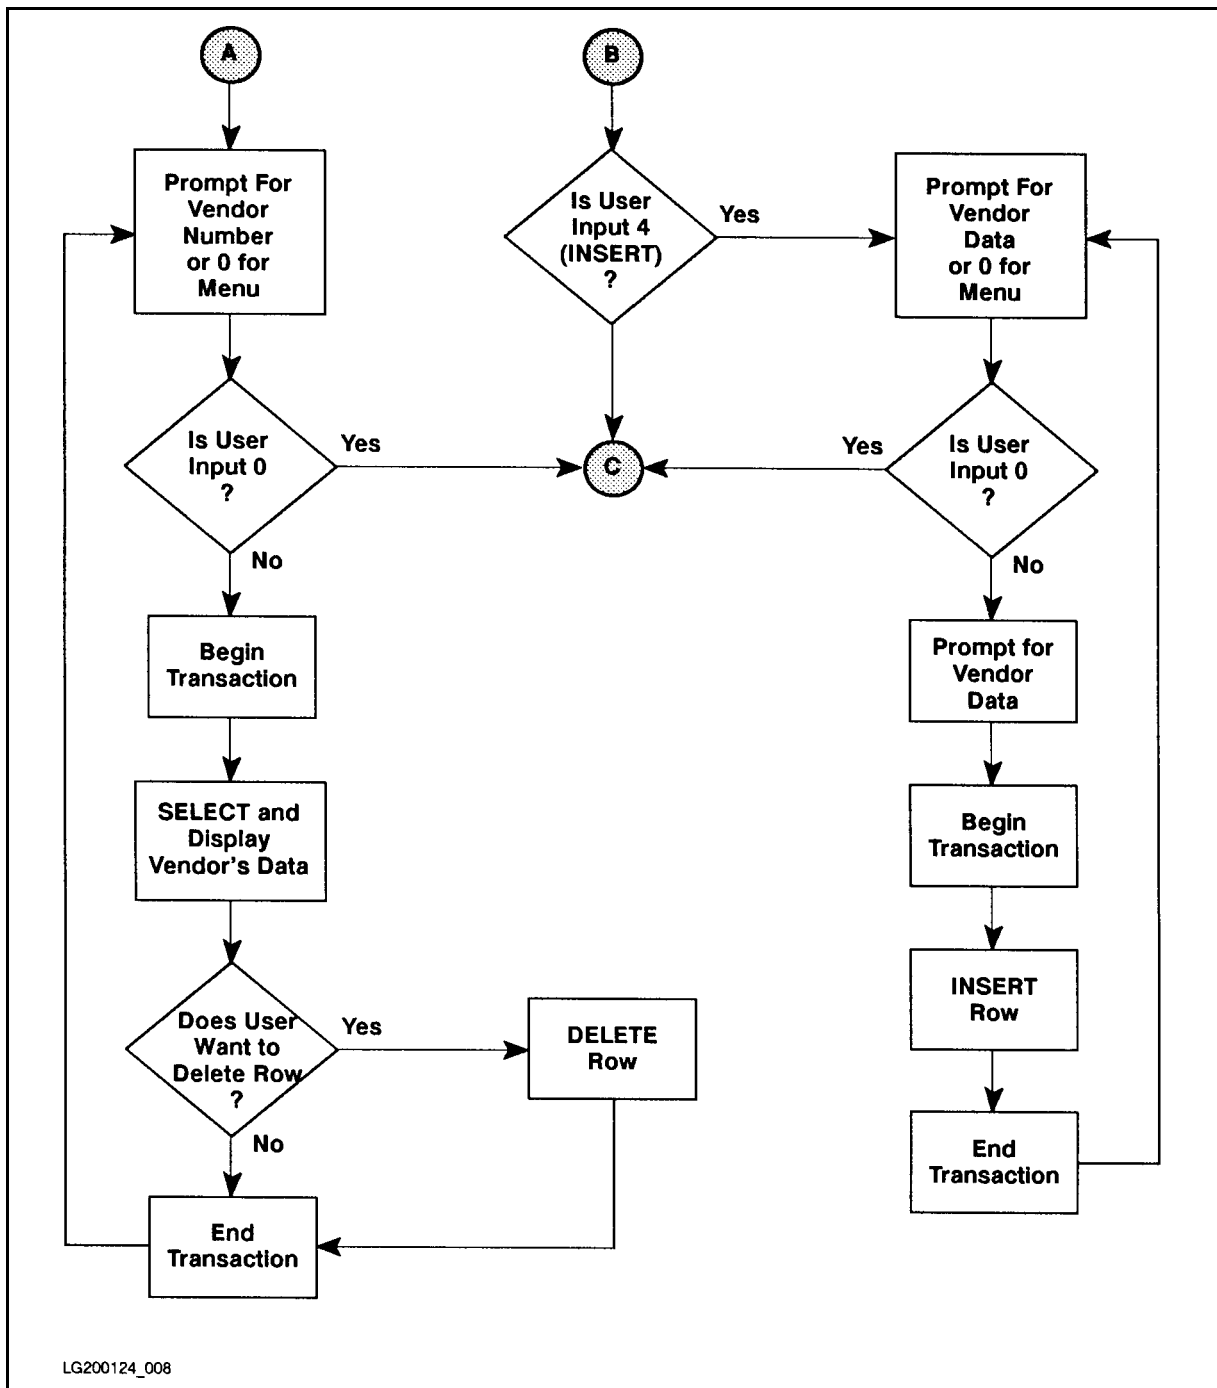 A
Prompt For
Vendor
Number
or 0 for
Menu
Is User
Input 0
?
Yes
No
Begin
Transaction
SELECT and
Display
Vendor's Data
Does User
Want to
Delete Row
?
Yes
No
DELETE
Row
End
Transaction
B
Is User
Input 4
(INSERT)
?
Yes
C
Prompt For
Vendor
Data
or 0 for
Menu
Is User
Input 0
?
Yes
No
Prompt for
Vendor
Data
Begin
Transaction
INSERT
Row
End
Transaction
LG200124_008